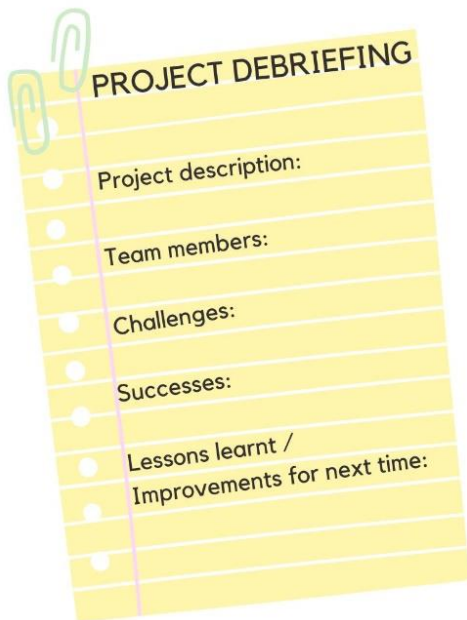 PROJECT DEBRIEFING
Project description:
Team members:
Challenges:
Successes:
Lessons learnt /
Improvements for next time: